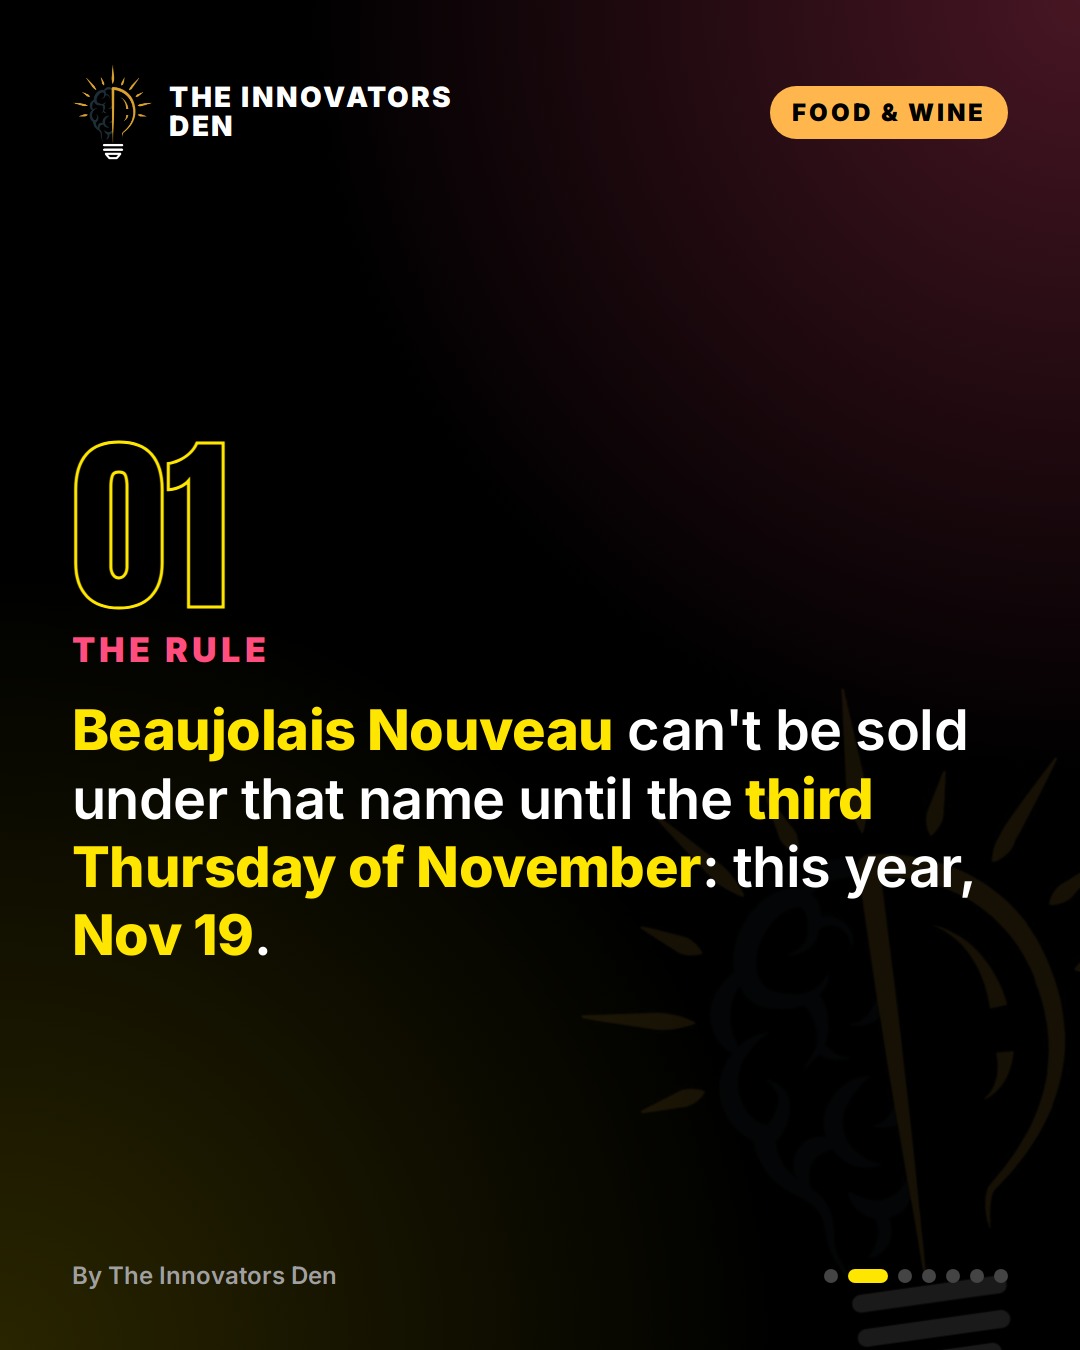 THE INNOVATORS
DEN
FOOD & WINE
01
THE RULE
Beaujolais Nouveau can't be sold
under that name until the third
Thursday of November: this year,
Nov 19.
By The Innovators Den